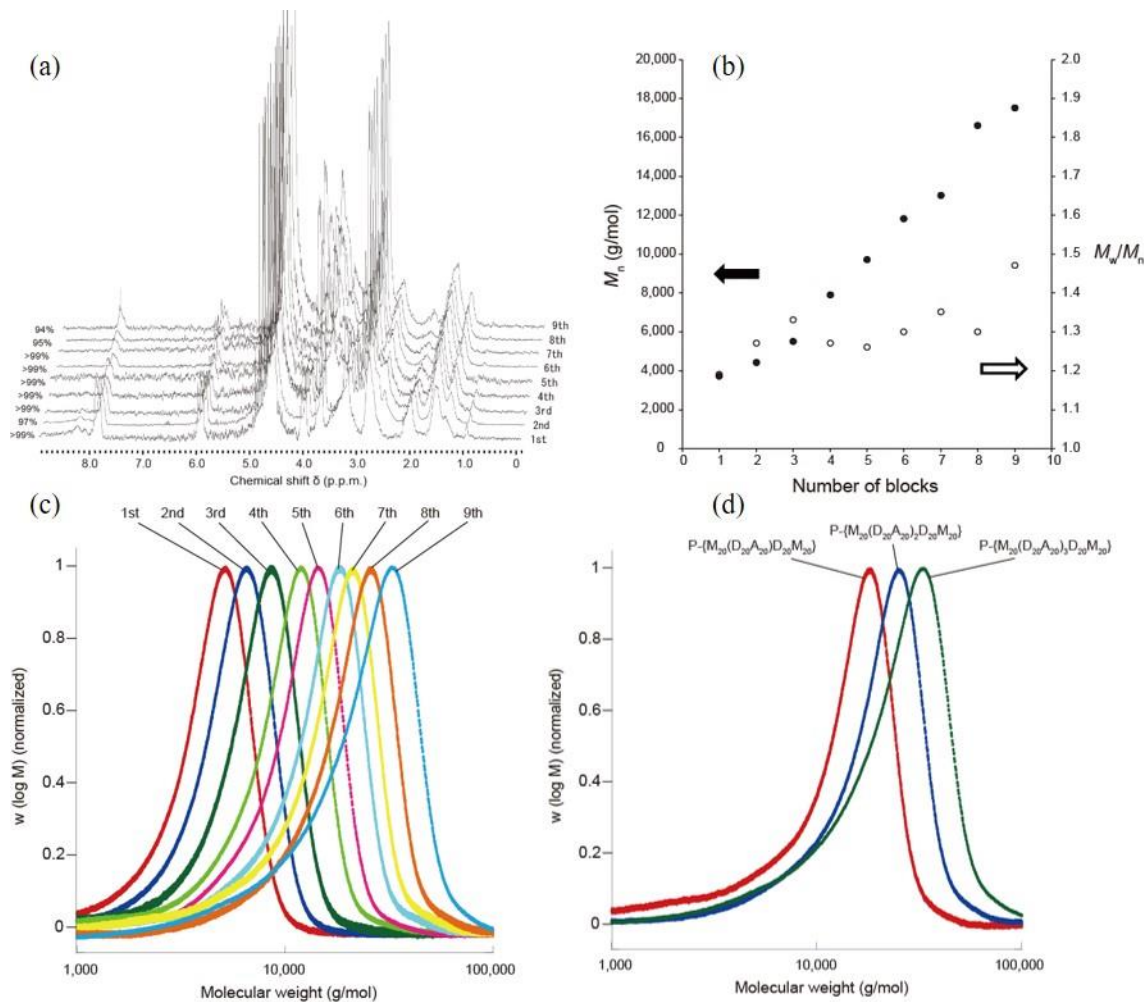 (a)
94%
95%
>99%
>99%
>99%
>99%
>99%
97%
>99%
9th
8th
7th
6th
5th
4th
3rd
2nd
1st
8.0 7.0 6.0 5.0 4.0 3.0 2.0 1.0 0
Chemical shift δ (p.p.m.)
(b)
20,000
18,000
16,000
14,000
12,000
10,000
8,000
6,000
4,000
2,000
0
Mn (g/mol)
2.0
1.9
1.8
1.7
1.6
1.5
1.4
1.3
1.2
1.1
1.0
Mw/Mn
0 1 2 3 4 5 6 7 8 9 10
Number of blocks
(c)
1st 2nd 3rd 4th 5th 6th 7th 8th 9th
1
0.8
0.6
0.4
0.2
0
w (log M) (normalized)
1,000 10,000 100,000
Molecular weight (g/mol)
(d)
P-{M20(D20A20)2D20M20}
P-{M20(D20A20)D20M20}
P-{M20(D20A20)3D20M20}
1
0.8
0.6
0.4
0.2
0
w (log M) (normalized)
1,000 10,000 100,000
Molecular weight (g/mol)